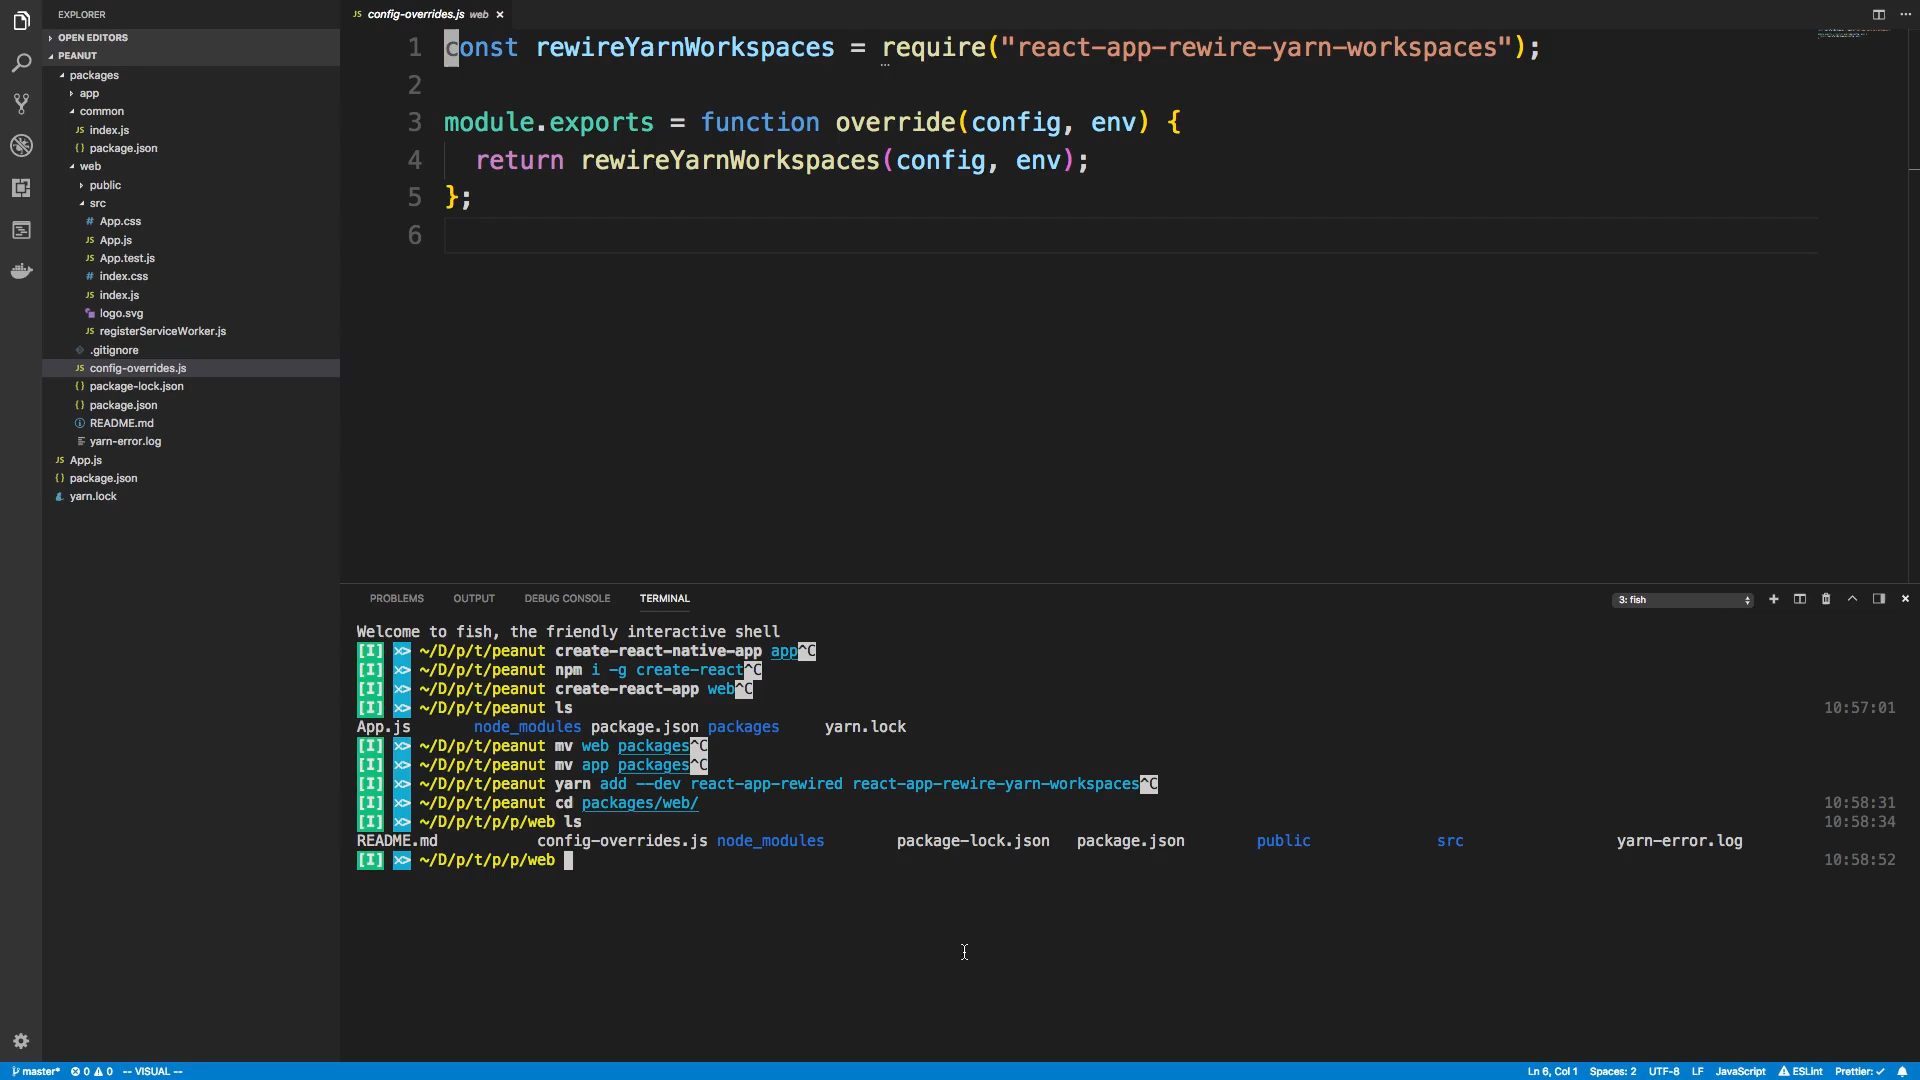 EXPLORER
OPEN EDITORS
PEANUT
packages
app
common
JS index.js
{} package.json
web
public
src
# App.css
JS App.js
JS App.test.js
# index.css
JS index.js
logo.svg
JS registerServiceWorker.js
.gitignore
JS config-overrides.js
{} package-lock.json
{} package.json
README.md
yarn-error.log
JS App.js
{} package.json
yarn.lock
JS config-overrides.js web ×
1 const rewireYarnWorkspaces = require("react-app-rewire-yarn-workspaces");
2
3 module.exports = function override(config, env) {
4 return rewireYarnWorkspaces(config, env);
5 };
6
PROBLEMS OUTPUT DEBUG CONSOLE TERMINAL 3: fish
Welcome to fish, the friendly interactive shell
[I] >> ~/D/p/t/peanut create-react-native-app app^C
[I] >> ~/D/p/t/peanut npm i -g create-react^C
[I] >> ~/D/p/t/peanut create-react-app web^C
[I] >> ~/D/p/t/peanut ls 10:57:01
App.js node_modules package.json packages yarn.lock
[I] >> ~/D/p/t/peanut mv web packages^C
[I] >> ~/D/p/t/peanut mv app packages^C
[I] >> ~/D/p/t/peanut yarn add --dev react-app-rewired react-app-rewire-yarn-workspaces^C
[I] >> ~/D/p/t/peanut cd packages/web/ 10:58:31
[I] >> ~/D/p/t/p/p/web ls 10:58:34
README.md config-overrides.js node_modules package-lock.json package.json public src yarn-error.log
[I] >> ~/D/p/t/p/p/web 10:58:52
master* 0 0 -- VISUAL -- Ln 6, Col 1 Spaces: 2 UTF-8 LF JavaScript ESLint Prettier: ✓